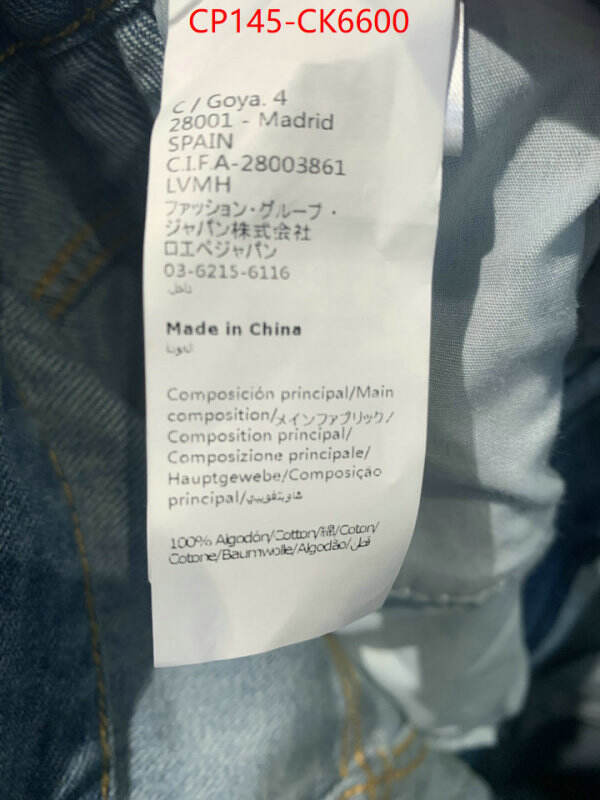 CP145-CK6600
C / Goya. 4
28001 - Madrid
SPAIN
C.I.F.A-28003861
LVMH
ファッション・グループ・
ジャパン株式会社
ロエベジャパン
03-6215-6116
Made in China
Composición principal/Main
composition/メインファブリック/
Composition principal/
Composizione principale/
Hauptgewebe/Composição
principal/
100% Algodón/Cotton/綿/Coton/
Cotone/Baumwolle/Algodão/